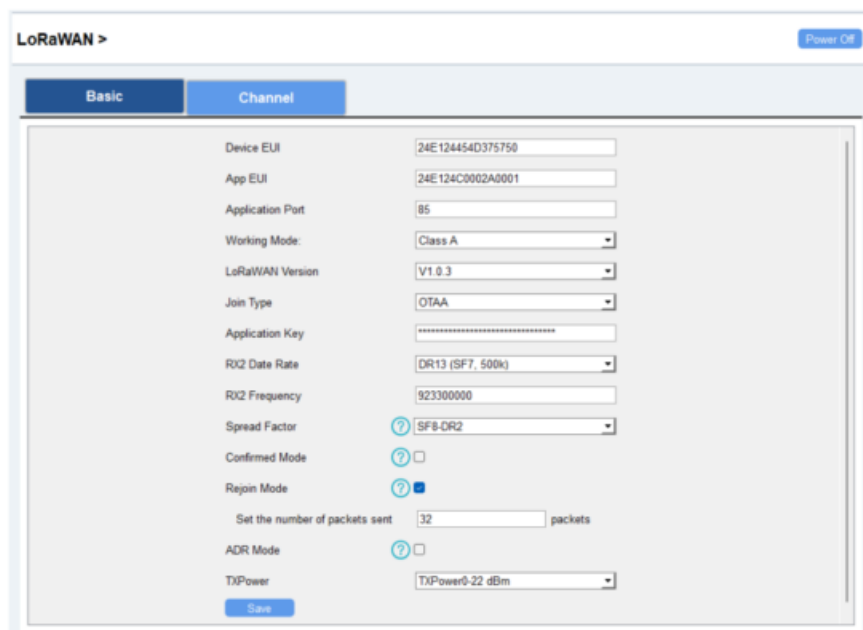 LoRaWAN >
Power Off
Basic
Channel
Device EUI 24E124454D375750
App EUI 24E124C0002A0001
Application Port 85
Working Mode: Class A
LoRaWAN Version V1.0.3
Join Type OTAA
Application Key ********************************
RX2 Date Rate DR13 (SF7, 500k)
RX2 Frequency 923300000
Spread Factor ? SF8-DR2
Confirmed Mode ?
Rejoin Mode ?
Set the number of packets sent 32 packets
ADR Mode ?
TXPower TXPower0-22 dBm
Save